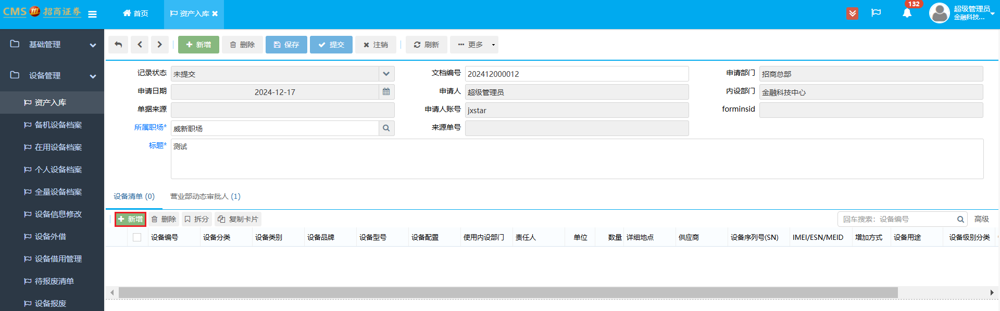 CMS 招商证券 首页 资产入库 132 超级管理员
金融科技...
基础管理
设备管理
资产入库
备机设备档案
在用设备档案
个人设备档案
全量设备档案
设备信息修改
设备外借
设备借用管理
待报废清单
设备报废
新增 删除 保存 提交 注销 刷新 更多
记录状态 未提交 文档编号 202412000012 申请部门 招商总部
申请日期 2024-12-17 申请人 超级管理员 内设部门 金融科技中心
单据来源 申请人账号 jxstar forminsid
所属职场* 威新职场 来源单号
标题* 测试
设备清单 (0) 营业部动态审批人 (1)
新增 删除 拆分 复制卡片 回车搜索：设备编号 高级
设备编号 设备分类 设备类别 设备品牌 设备型号 设备配置 使用内设部门 责任人 单位 数量 详细地点 供应商 设备序列号(SN) IMEI/ESN/MEID 增加方式 设备用途 设备级别分类